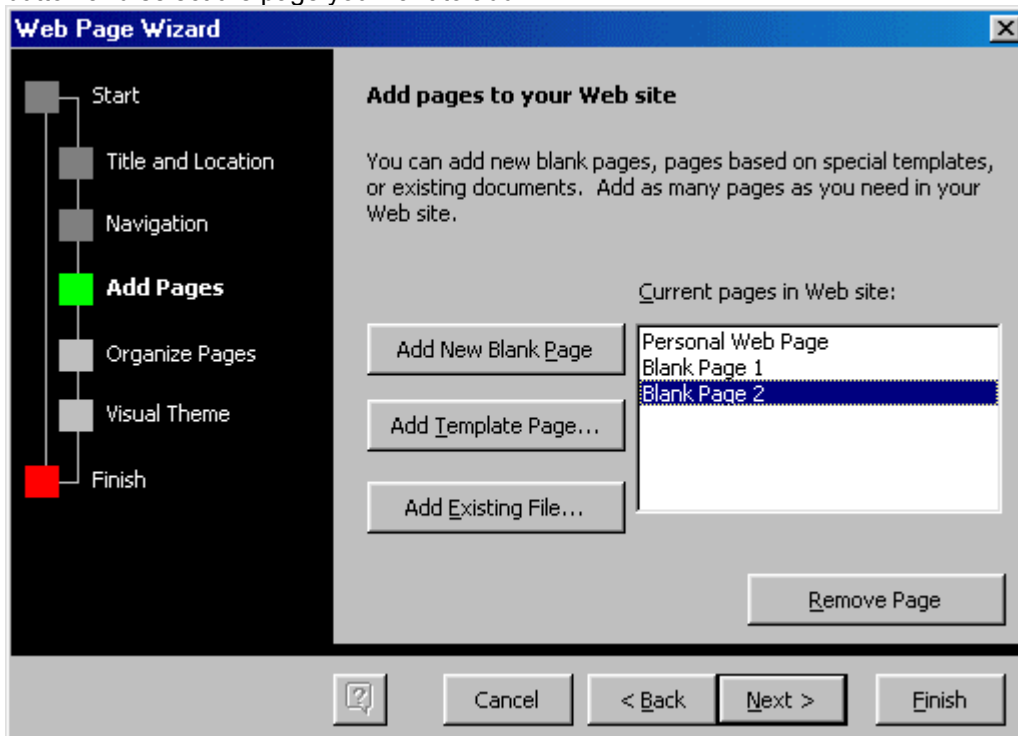 Web Page Wizard
Start
Title and Location
Navigation
Add Pages
Organize Pages
Visual Theme
Finish
Add pages to your Web site
You can add new blank pages, pages based on special templates,
or existing documents. Add as many pages as you need in your
Web site.
Current pages in Web site:
Add New Blank Page
Add Template Page...
Add Existing File...
Personal Web Page
Blank Page 1
Blank Page 2
Remove Page
Cancel
< Back
Next >
Finish